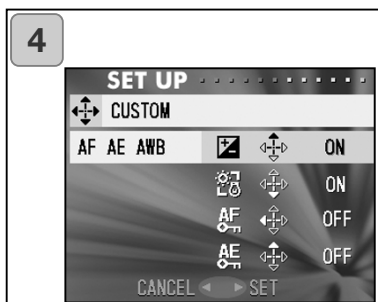 4
SET UP
CUSTOM
AF AE AWB ON
ON
AF OFF
AE OFF
CANCEL SET